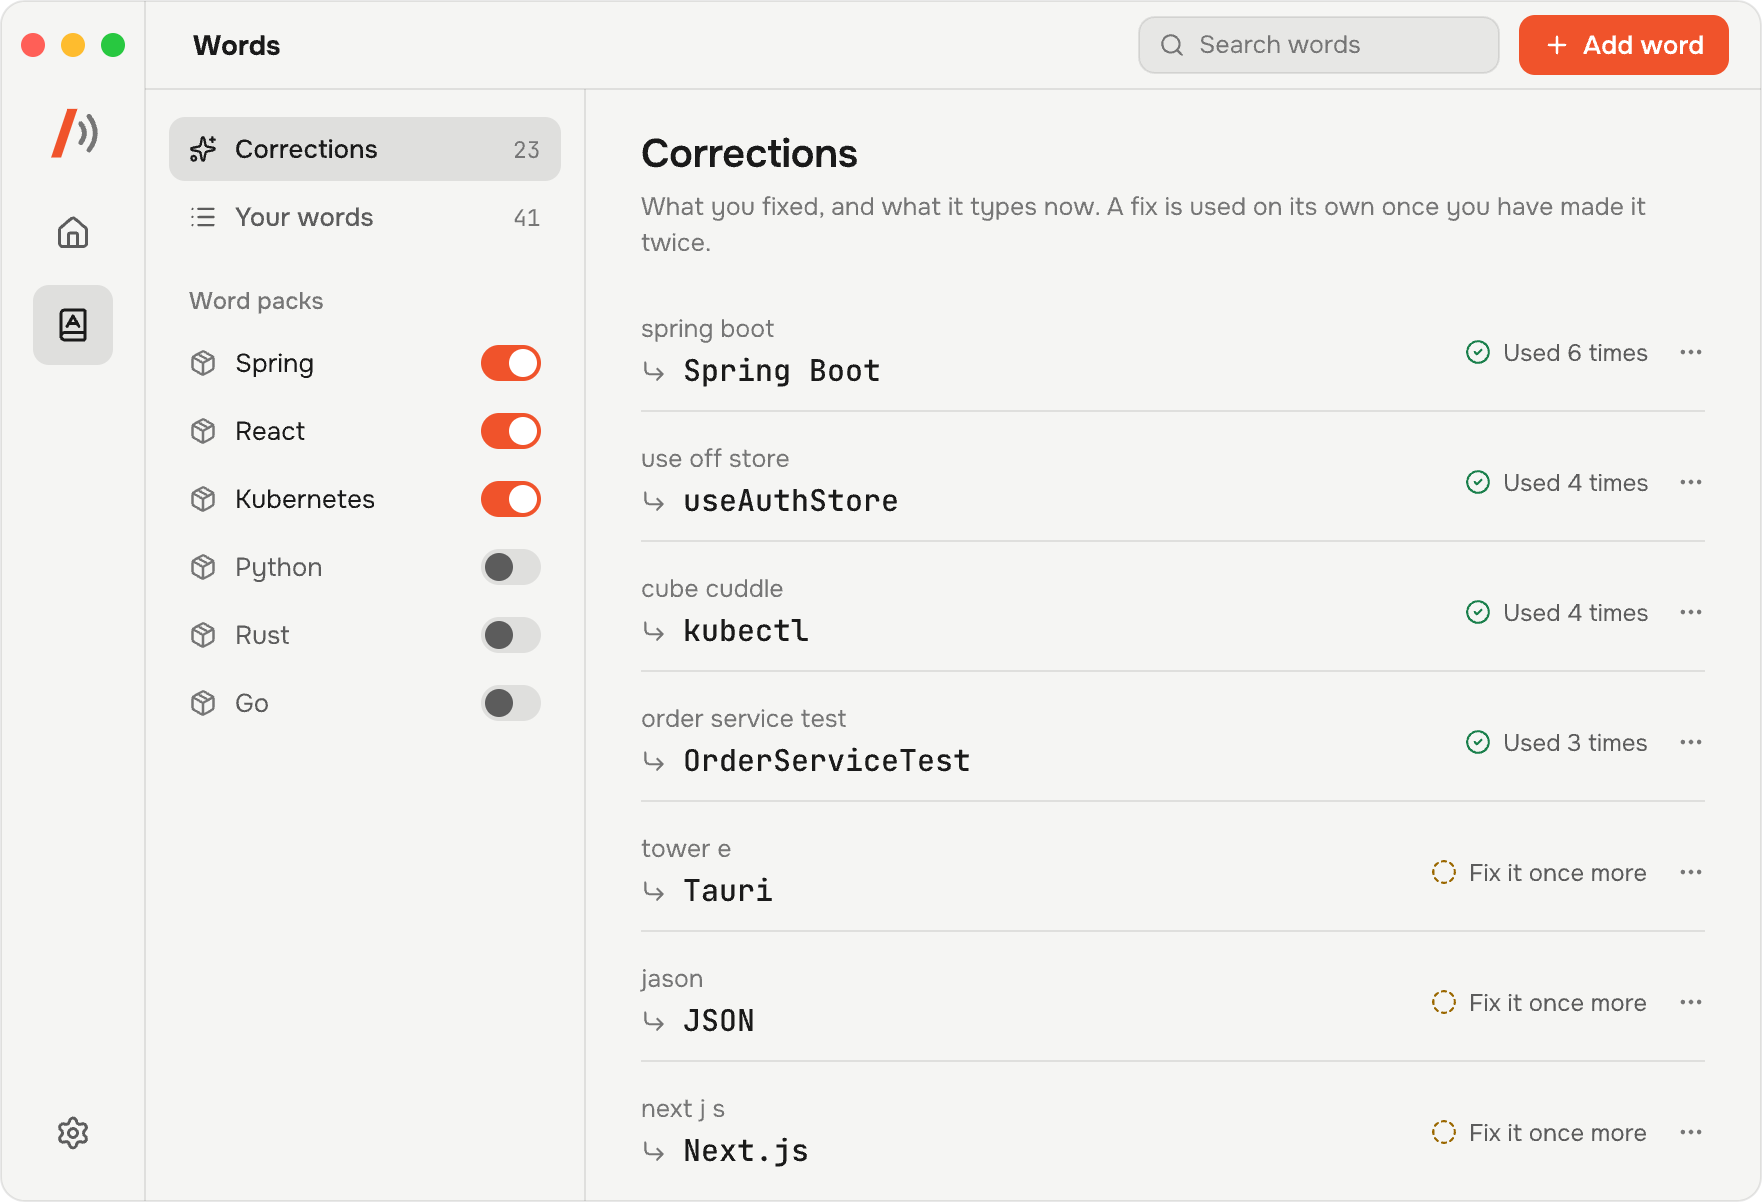 Words
Search words
Add word
Corrections 23
Your words 41
Word packs
Spring
React
Kubernetes
Python
Rust
Go
Corrections
What you fixed, and what it types now. A fix is used on its own once you have made it
twice.
spring boot
Spring Boot
Used 6 times
use off store
useAuthStore
Used 4 times
cube cuddle
kubectl
Used 4 times
order service test
OrderServiceTest
Used 3 times
tower e
Tauri
Fix it once more
jason
JSON
Fix it once more
next j s
Next.js
Fix it once more